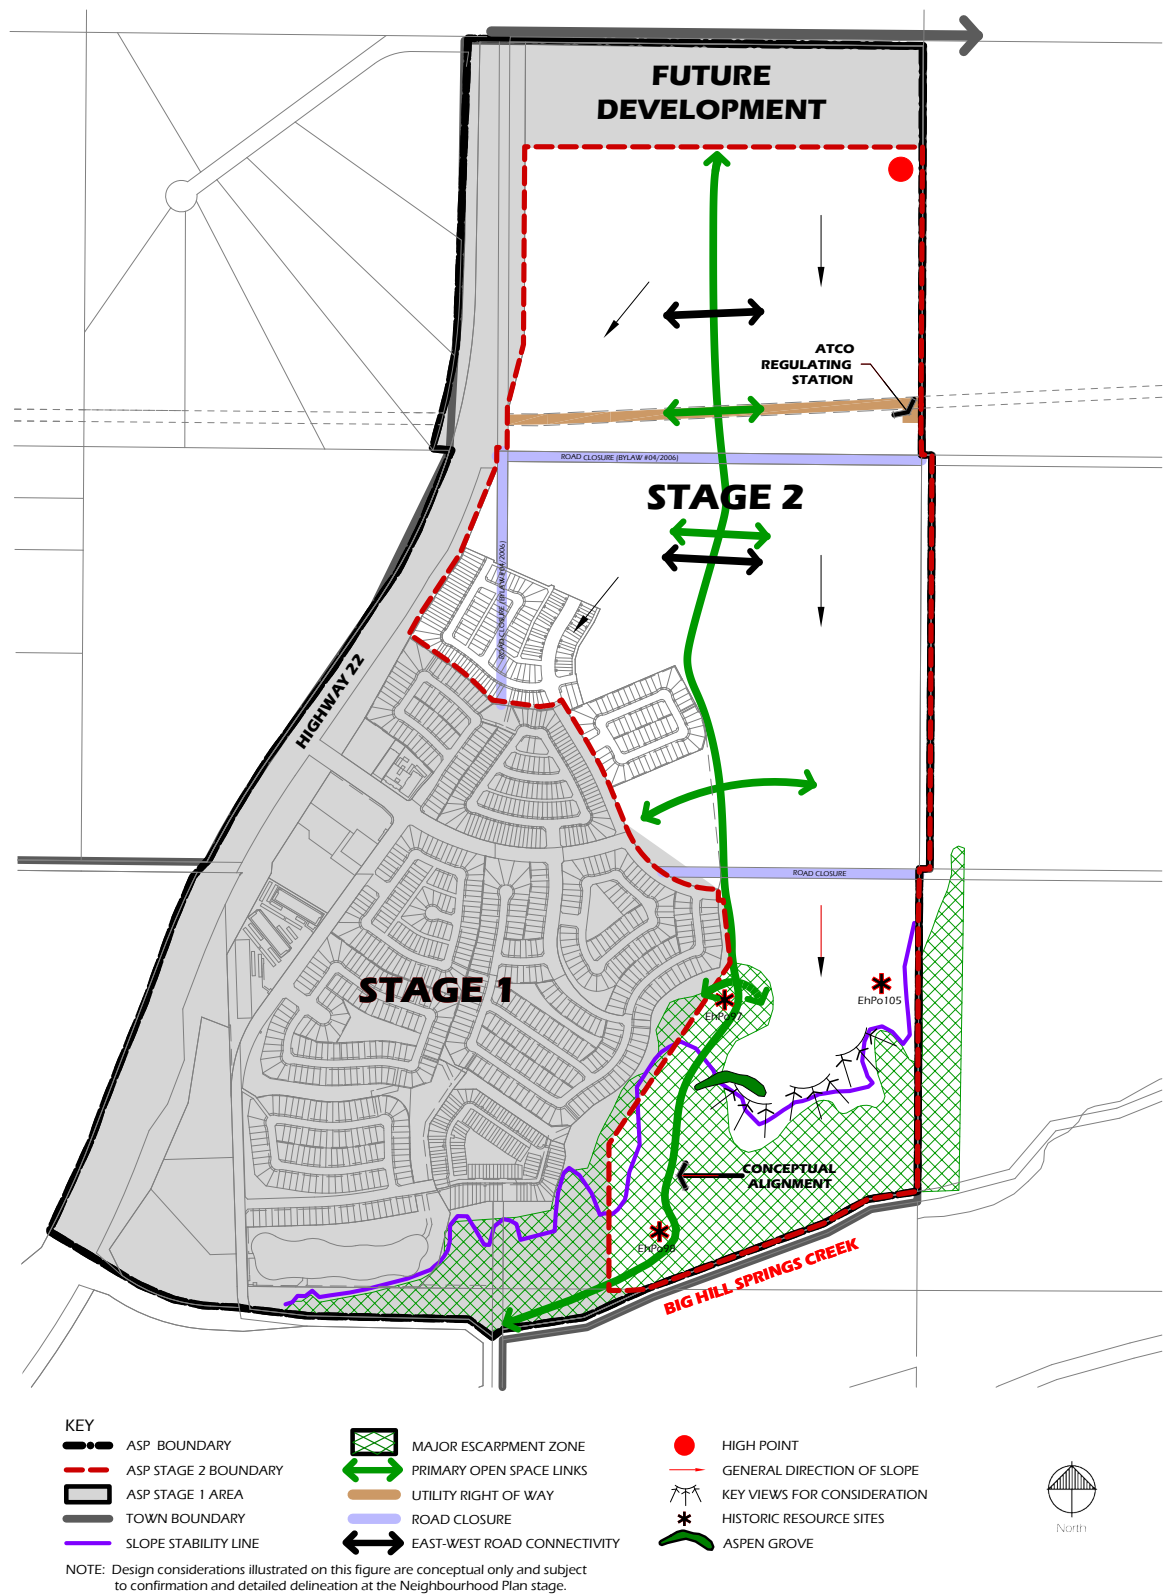 FUTURE
DEVELOPMENT
ATCO
REGULATING
STATION
ROAD CLOSURE (BYLAW #04/2006)
STAGE 2
ROAD CLOSURE (BYLAW #04/2006)
HIGHWAY 22
ROAD CLOSURE
STAGE 1
EhPo105
EhPo97
CONCEPTUAL
ALIGNMENT
EhPo98
BIG HILL SPRINGS CREEK
KEY
ASP BOUNDARY
ASP STAGE 2 BOUNDARY
ASP STAGE 1 AREA
TOWN BOUNDARY
SLOPE STABILITY LINE
MAJOR ESCARPMENT ZONE
PRIMARY OPEN SPACE LINKS
UTILITY RIGHT OF WAY
ROAD CLOSURE
EAST-WEST ROAD CONNECTIVITY
HIGH POINT
GENERAL DIRECTION OF SLOPE
KEY VIEWS FOR CONSIDERATION
HISTORIC RESOURCE SITES
ASPEN GROVE
North
NOTE: Design considerations illustrated on this figure are conceptual only and subject
to confirmation and detailed delineation at the Neighbourhood Plan stage.